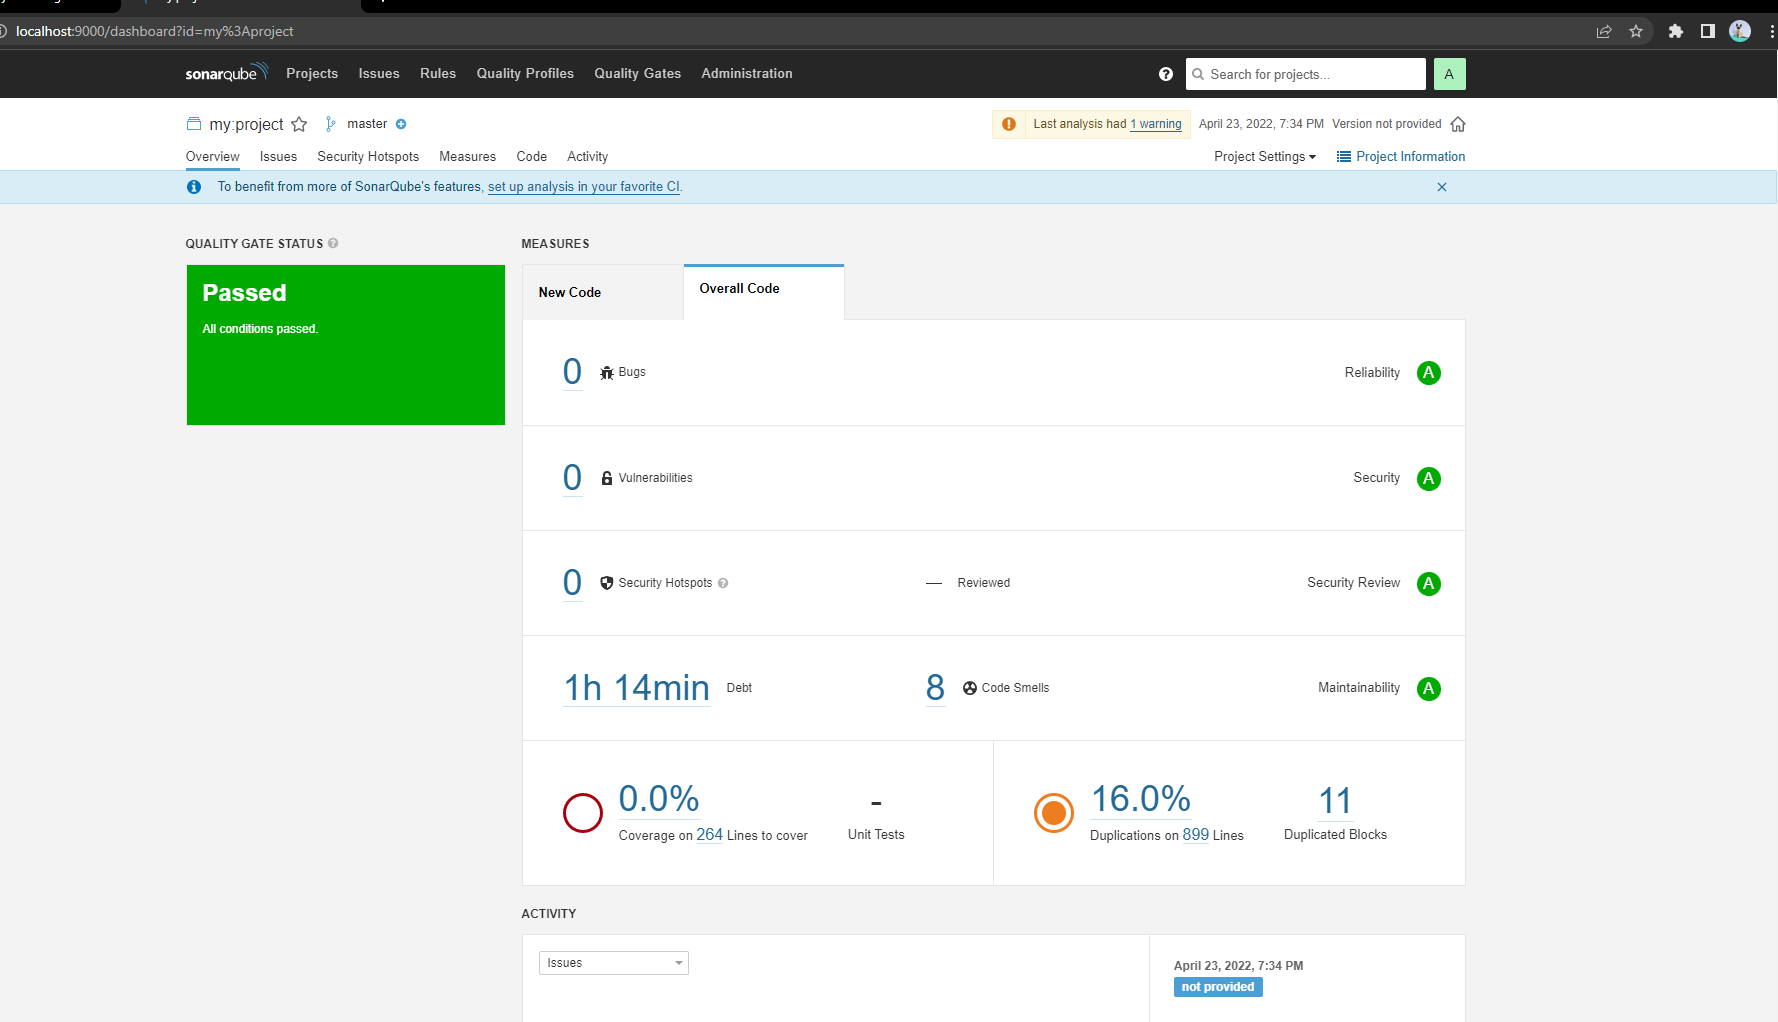 localhost:9000/dashboard?id=my%3Aproject
sonarqube Projects Issues Rules Quality Profiles Quality Gates Administration ? Search for projects... A
my:project master Last analysis had 1 warning April 23, 2022, 7:34 PM Version not provided
Overview Issues Security Hotspots Measures Code Activity Project Settings Project Information
To benefit from more of SonarQube's features, set up analysis in your favorite CI.
QUALITY GATE STATUS ?
Passed
All conditions passed.
MEASURES
New Code Overall Code
0 Bugs Reliability A
0 Vulnerabilities Security A
0 Security Hotspots ? — Reviewed Security Review A
1h 14min Debt 8 Code Smells Maintainability A
0.0% - 16.0% 11
Coverage on 264 Lines to cover Unit Tests Duplications on 899 Lines Duplicated Blocks
ACTIVITY
Issues
April 23, 2022, 7:34 PM
not provided